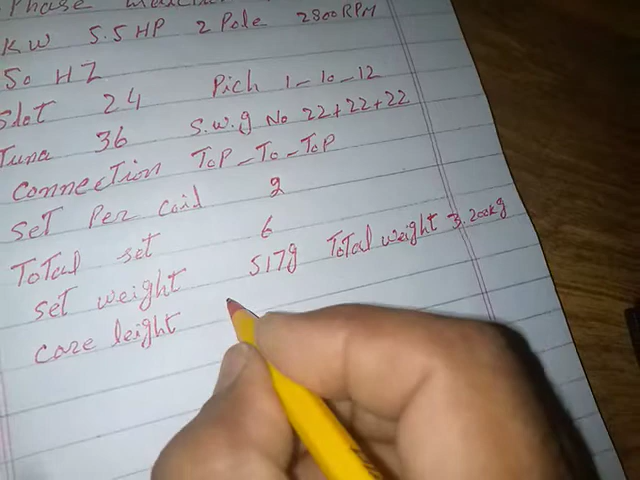 Phase
KW 5.5 HP 2 Pole 2800 RPM
50 HZ
Slot 24 Pich 1-10-12
Tuna 36 S.w.g No 22+22+22
Connection ToP-To-ToP
Set Per Coil 2
ToTal set 6
Set weight 517g ToTal weight 3.200kg
Core leight